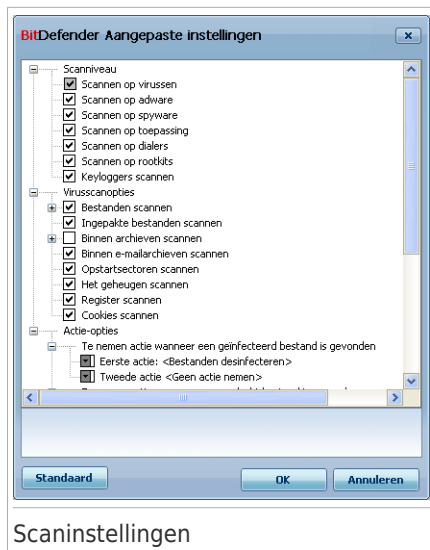 BitDefender Aangepaste instellingen
Scanniveau
Scannen op virussen
Scannen op adware
Scannen op spyware
Scannen op toepassing
Scannen op dialers
Scannen op rootkits
Keyloggers scannen
Virusscanopties
Bestanden scannen
Ingepakte bestanden scannen
Binnen archieven scannen
Binnen e-mailarchieven scannen
Opstartsectoren scannen
Het geheugen scannen
Register scannen
Cookies scannen
Actie-opties
Te nemen actie wanneer een geïnfecteerd bestand is gevonden
Eerste actie: <Bestanden desinfecteren>
Tweede actie <Geen actie nemen>
Standaard
OK
Annuleren
Scaninstellingen